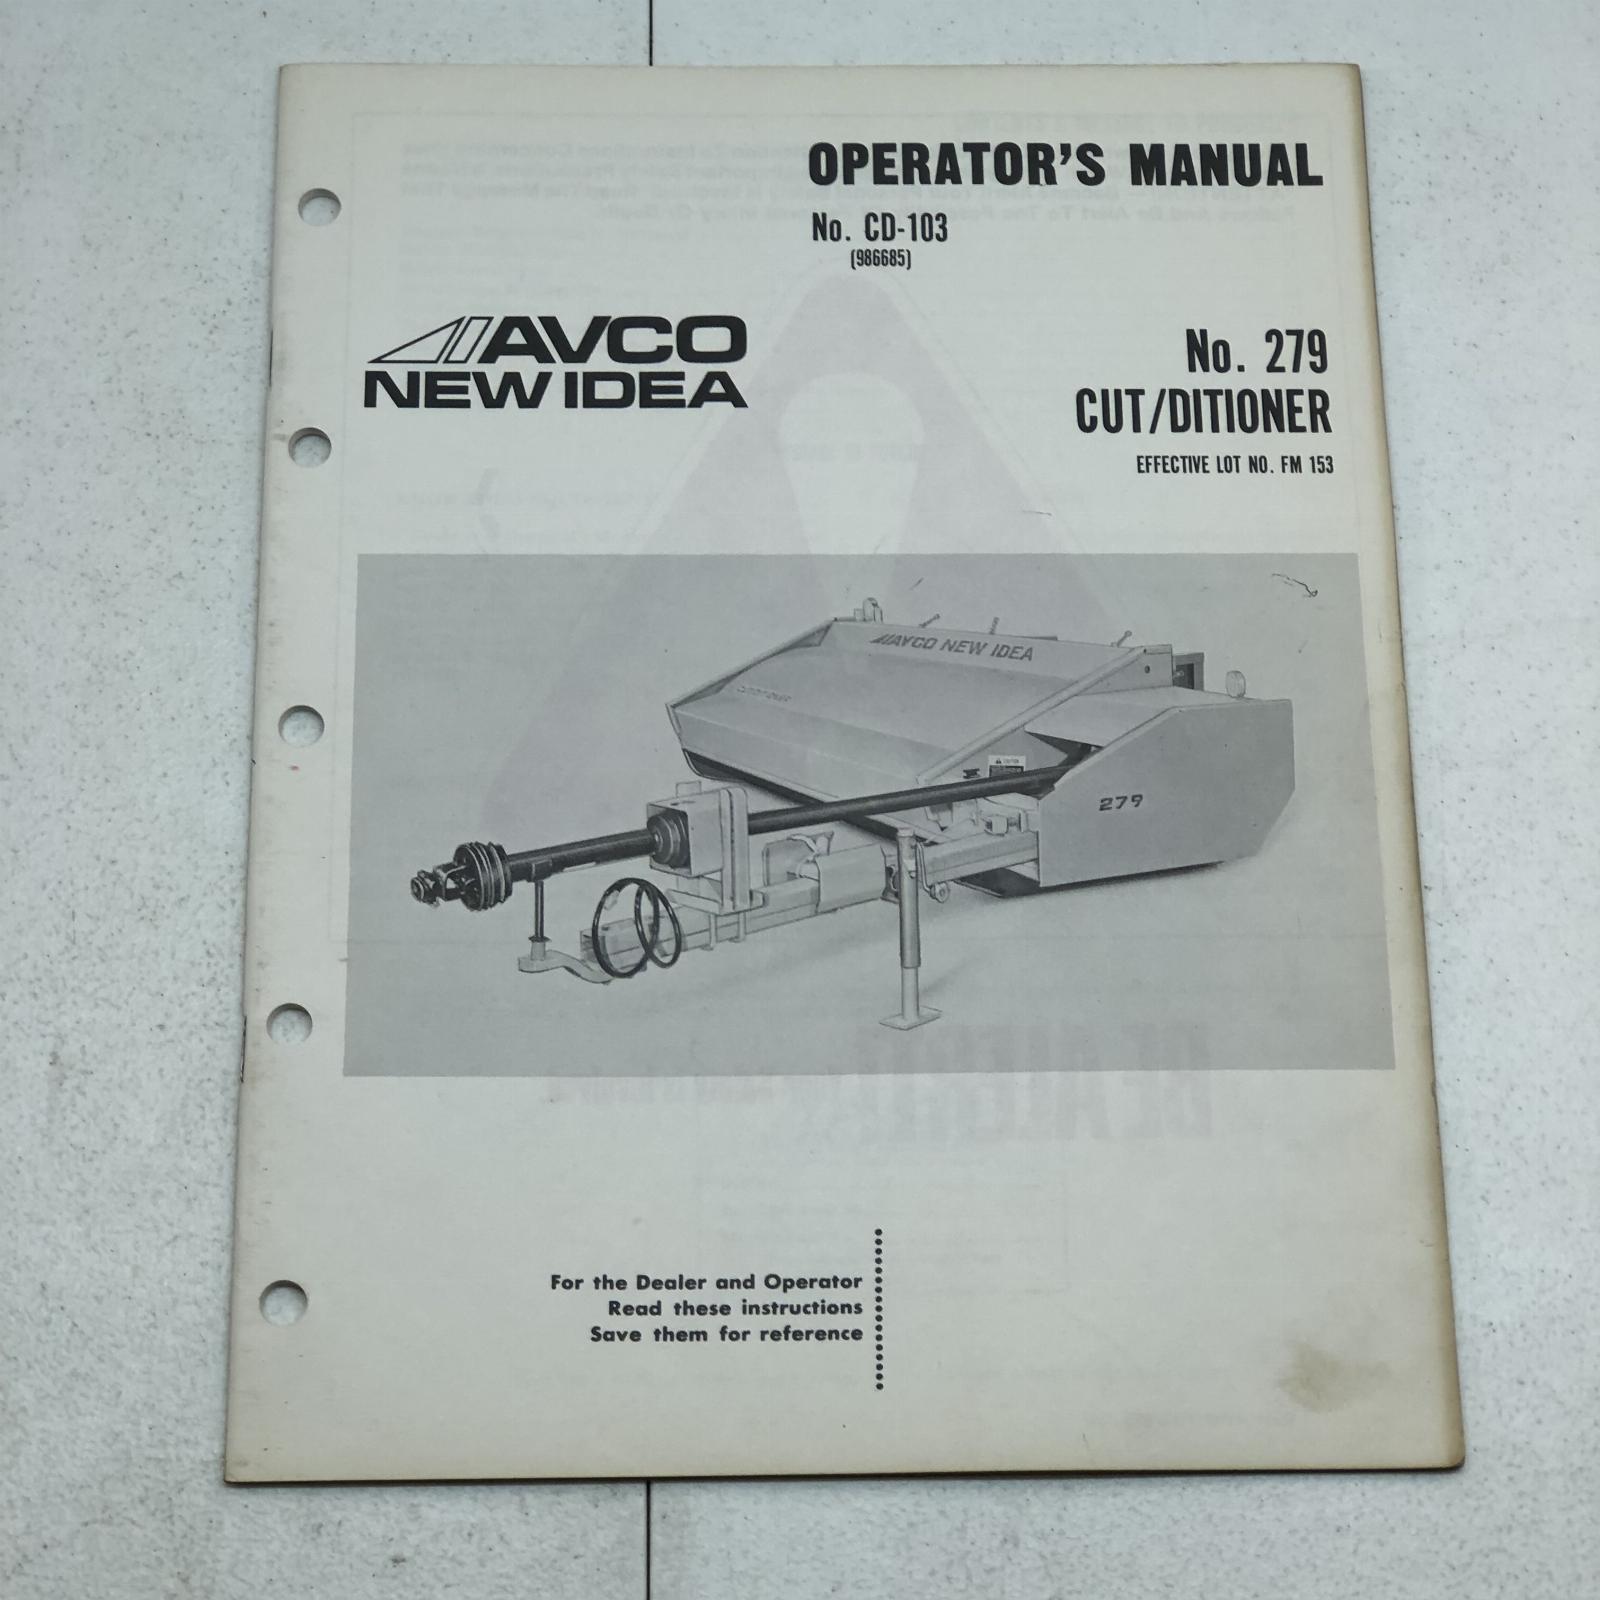 OPERATOR'S MANUAL
No. CD-103
(986685)
AVCO
NEW IDEA
No. 279
CUT/DITIONER
EFFECTIVE LOT NO. FM 153
AVCO NEW IDEA
CAUTION
279
For the Dealer and Operator
Read these instructions
Save them for reference